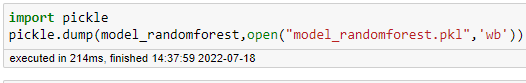 import pickle
pickle.dump(model_randomforest,open("model_randomforest.pkl",'wb'))
executed in 214ms, finished 14:37:59 2022-07-18